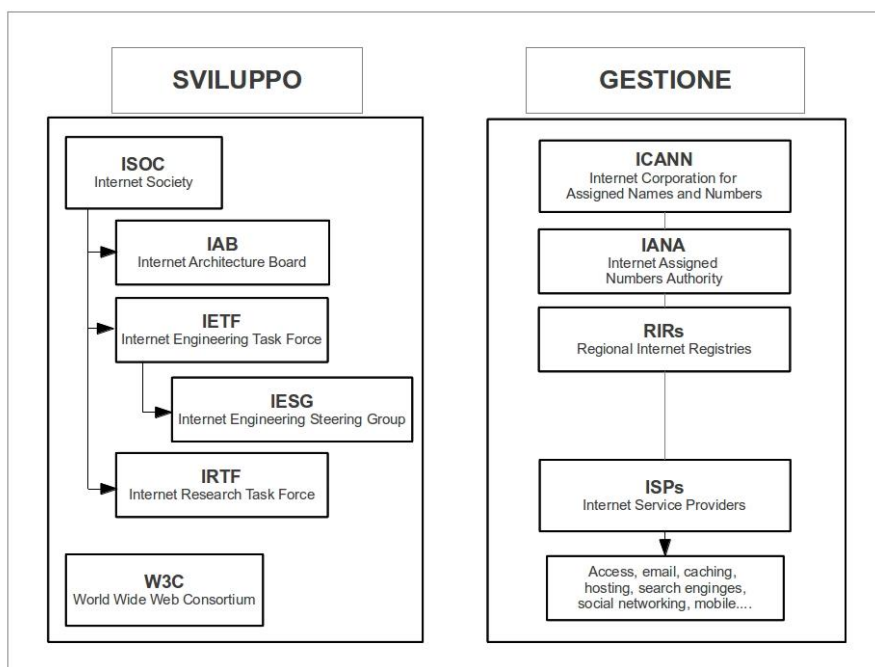 SVILUPPO
ISOC
Internet Society
IAB
Internet Architecture Board
IETF
Internet Engineering Task Force
IESG
Internet Engineering Steering Group
IRTF
Internet Research Task Force
W3C
World Wide Web Consortium
GESTIONE
ICANN
Internet Corporation for
Assigned Names and Numbers
IANA
Internet Assigned
Numbers Authority
RIRs
Regional Internet Registries
ISPs
Internet Service Providers
Access, email, caching,
hosting, search enginges,
social networking, mobile....